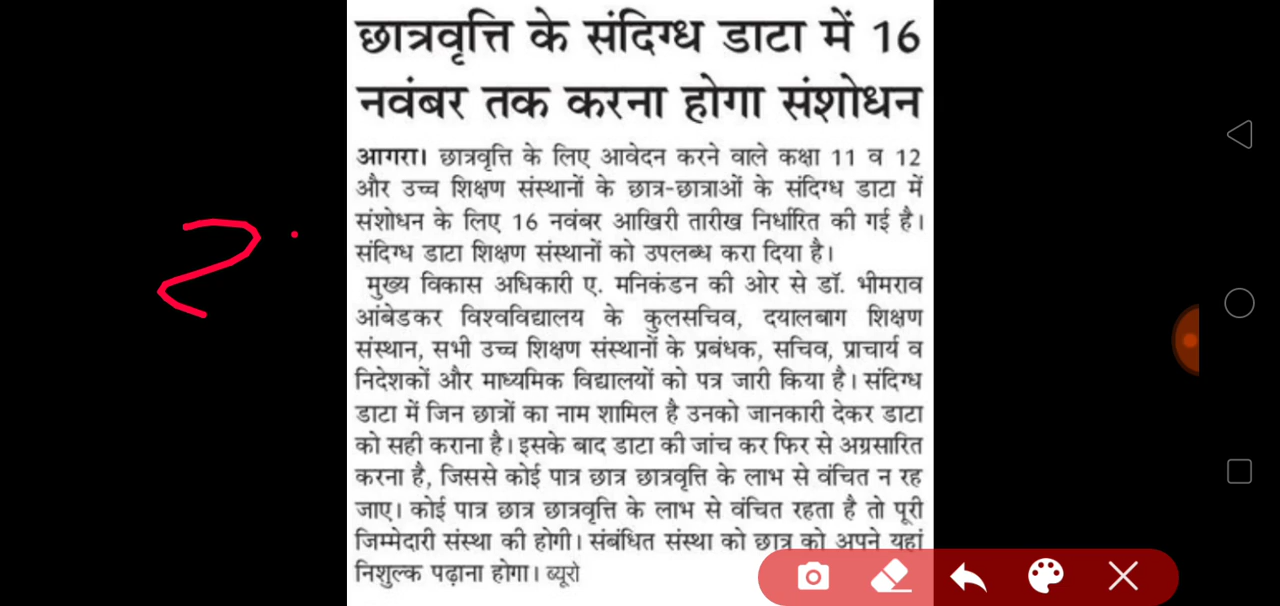 छात्रवृत्ति के संदिग्ध डाटा में 16
नवंबर तक करना होगा संशोधन
आगरा। छात्रवृत्ति के लिए आवेदन करने वाले कक्षा 11 व 12
और उच्च शिक्षण संस्थानों के छात्र-छात्राओं के संदिग्ध डाटा में
संशोधन के लिए 16 नवंबर आखिरी तारीख निर्धारित की गई है।
संदिग्ध डाटा शिक्षण संस्थानों को उपलब्ध करा दिया है।
मुख्य विकास अधिकारी ए. मनिकंडन की ओर से डॉ. भीमराव
आंबेडकर विश्वविद्यालय के कुलसचिव, दयालबाग शिक्षण
संस्थान, सभी उच्च शिक्षण संस्थानों के प्रबंधक, सचिव, प्राचार्य व
निदेशकों और माध्यमिक विद्यालयों को पत्र जारी किया है। संदिग्ध
डाटा में जिन छात्रों का नाम शामिल है उनको जानकारी देकर डाटा
को सही कराना है। इसके बाद डाटा की जांच कर फिर से अग्रसारित
करना है, जिससे कोई पात्र छात्र छात्रवृत्ति के लाभ से वंचित न रह
जाए। कोई पात्र छात्र छात्रवृत्ति के लाभ से वंचित रहता है तो पूरी
जिम्मेदारी संस्था की होगी। संबंधित संस्था को छात्र को अपने यहां
निशुल्क पढ़ाना होगा। ब्यूरो